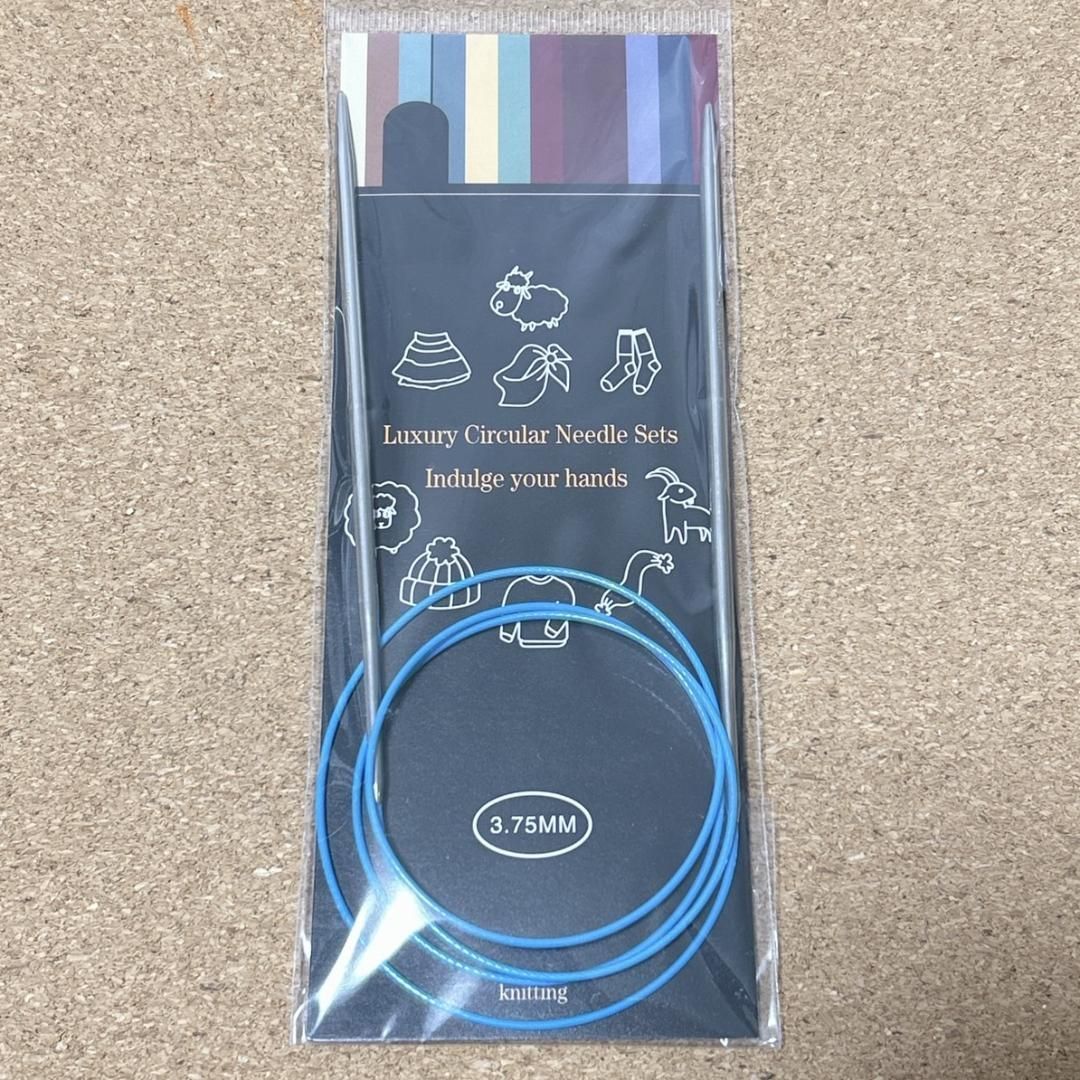 Luxury Circular Needle Sets
Indulge your hands
3.75MM
knitting